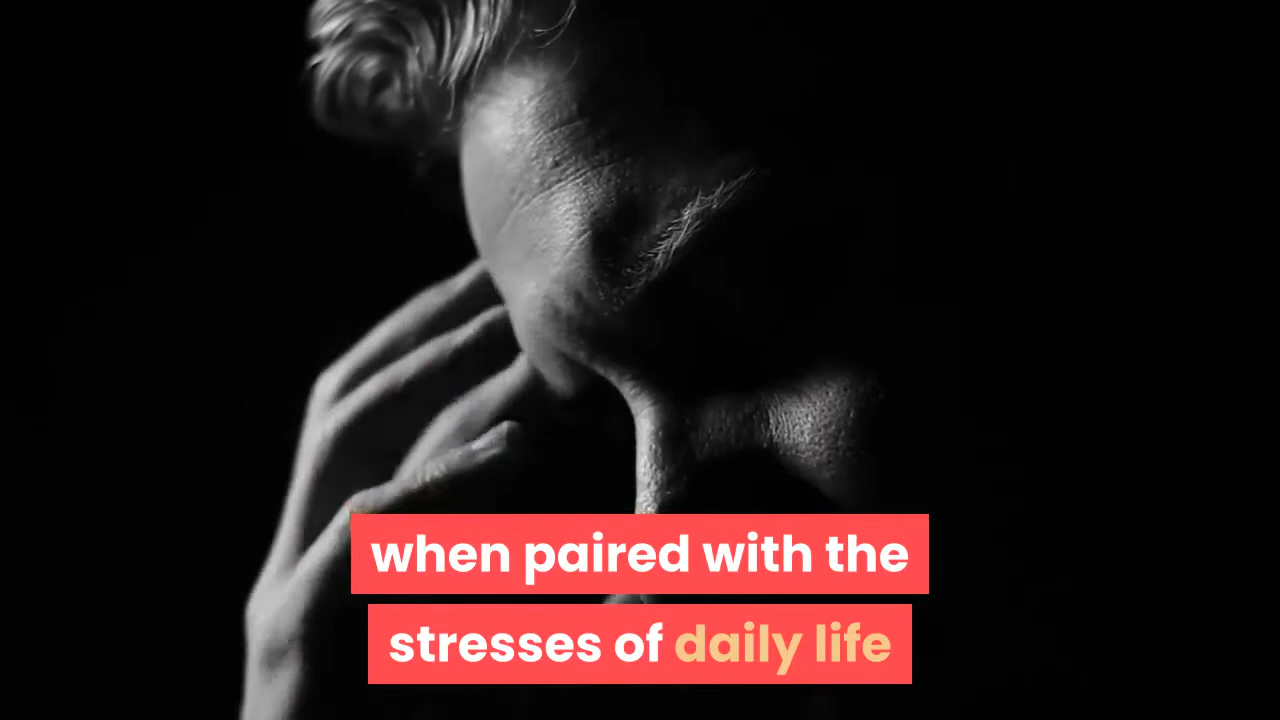 when paired with the
stresses of daily life